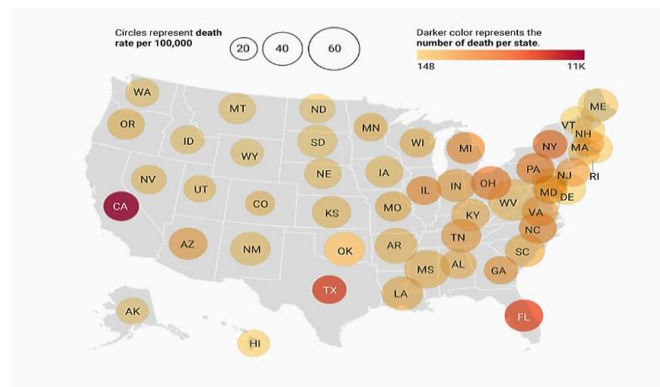 Circles represent death
rate per 100,000
20
40
60
Darker color represents the
number of death per state.
148
11K
WA
MT
ND
ME
OR
MN
VT
NH
ID
SD
WI
MI
NY
MA
WY
NE
IA
PA
NJ
RI
NV
UT
IL
IN
OH
MD
DE
CA
CO
KS
MO
WV
VA
KY
NC
AZ
NM
OK
AR
TN
SC
MS
AL
GA
TX
LA
AK
FL
HI